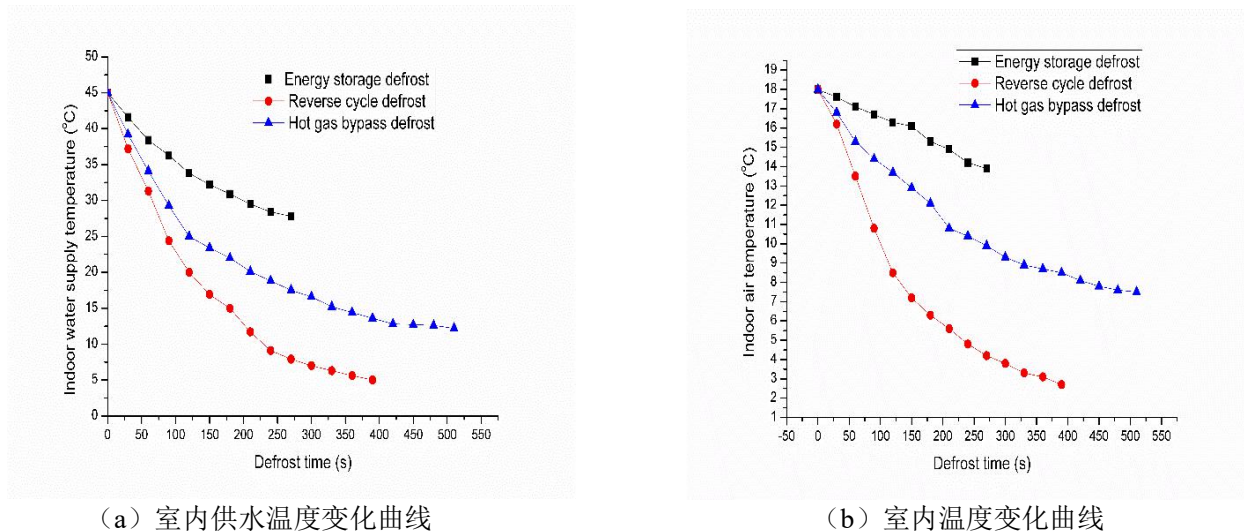 50
45
40
35
30
25
20
15
10
5
0
Indoor water supply temperature (°C)
Energy storage defrost
Reverse cycle defrost
Hot gas bypass defrost
0 50 100 150 200 250 300 350 400 450 500 550
Defrost time (s)
（a）室内供水温度变化曲线
19
18
17
16
15
14
13
12
11
10
9
8
7
6
5
4
3
2
1
Indoor air temperature (°C)
Energy storage defrost
Reverse cycle defrost
Hot gas bypass defrost
-50 0 50 100 150 200 250 300 350 400 450 500 550
Defrost time (s)
（b）室内温度变化曲线